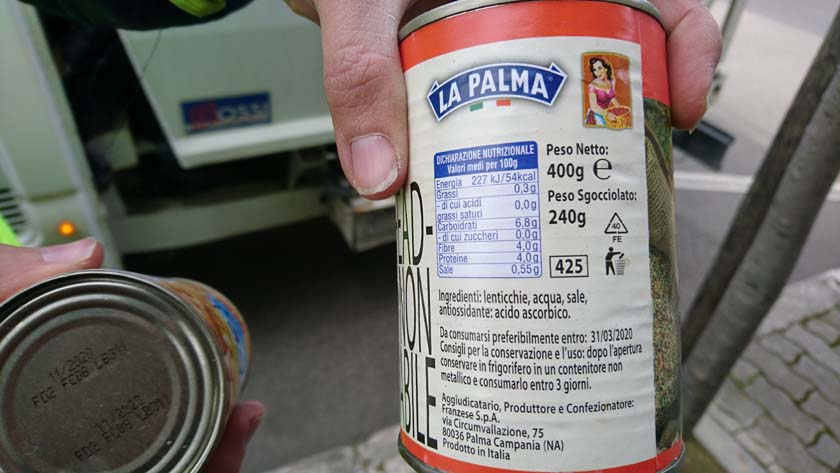 LA PALMA
DICHIARAZIONE NUTRIZIONALE
Valori medi per 100g
Energia 227 kJ/54kcal
Grassi 0,3g
- di cui acidi
grassi saturi 0,0g
Carboidrati 6,8g
- di cui zuccheri 0,0g
Fibre 4,0g
Proteine 4,0g
Sale 0,55g
Peso Netto:
400g ℮
Peso Sgocciolato:
240g
40
FE
425
Ingredienti: lenticchie, acqua, sale,
antiossidante: acido ascorbico.
Da consumarsi preferibilmente entro: 31/03/2020
Consigli per la conservazione e l'uso: dopo l'apertura
conservare in frigorifero in un contenitore non
metallico e consumarlo entro 3 giorni.
Aggiudicatario, Produttore e Confezionatore:
Franzese S.p.A.
via Circumvallazione, 75
80036 Palma Campania (NA)
Prodotto in Italia
EAD-
NON
ABILE
11/2020